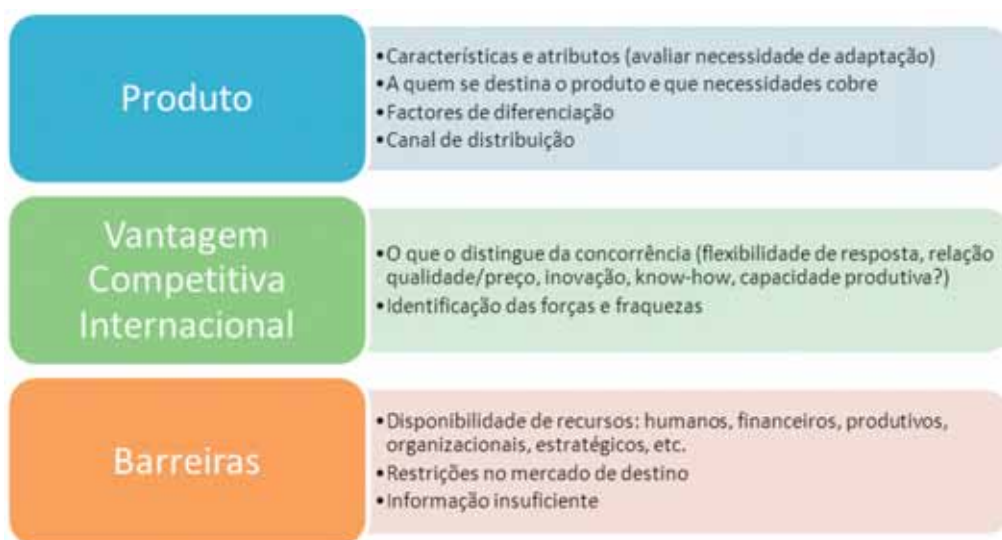 Produto
•Características e atributos (avaliar necessidade de adaptação)
•A quem se destina o produto e que necessidades cobre
•Factores de diferenciação
•Canal de distribuição
Vantagem
Competitiva
Internacional
•O que o distingue da concorrência (flexibilidade de resposta, relação
qualidade/preço, inovação, know-how, capacidade produtiva?)
•Identificação das forças e fraquezas
Barreiras
•Disponibilidade de recursos: humanos, financeiros, produtivos,
organizacionais, estratégicos, etc.
•Restrições no mercado de destino
•Informação insuficiente